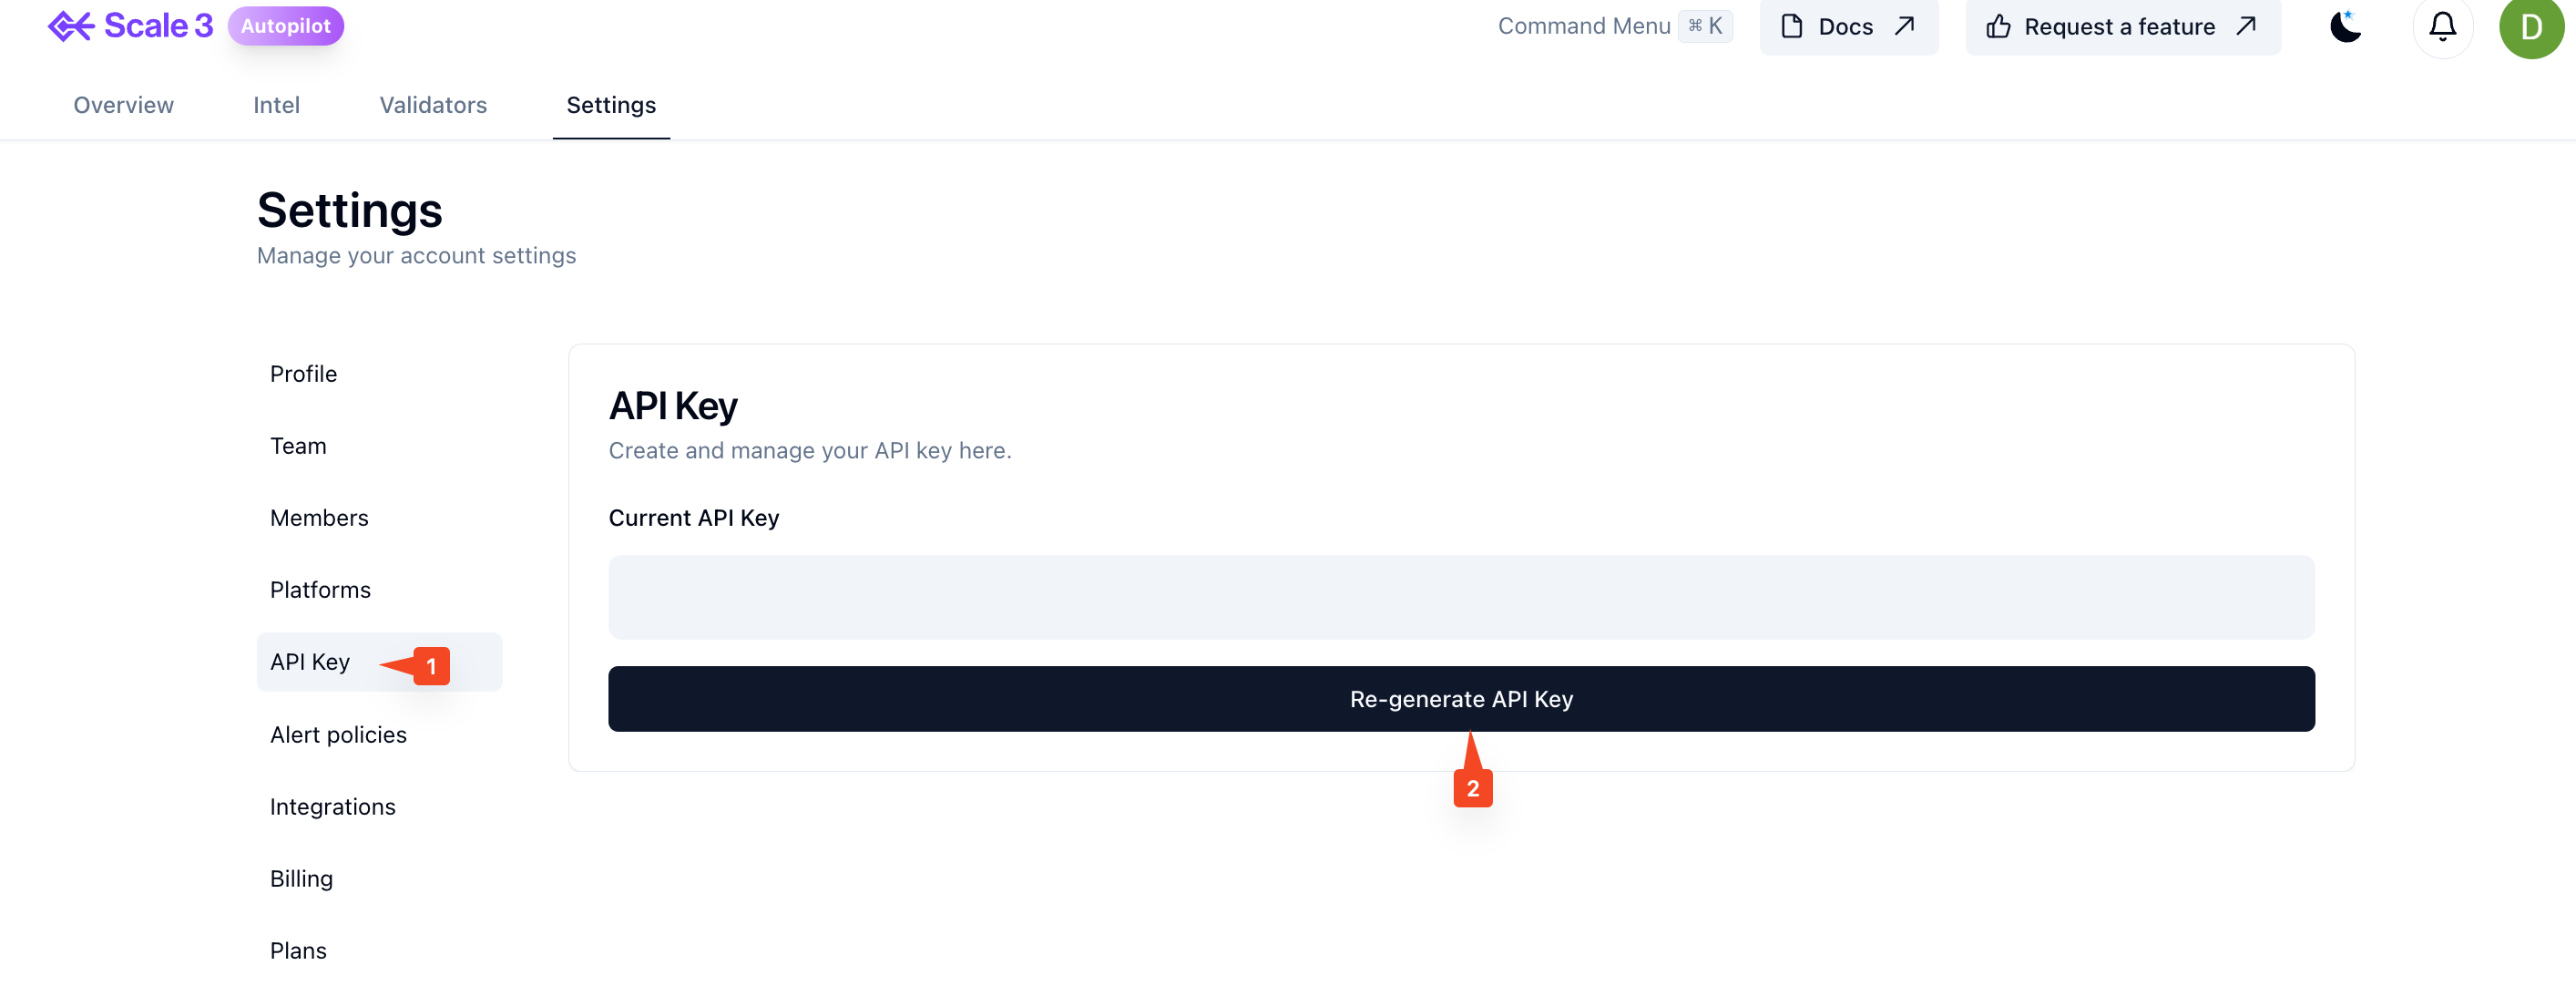 Scale 3 Autopilot Command Menu ⌘ K Docs Request a feature D
Overview Intel Validators Settings
Settings
Manage your account settings
Profile
Team
Members
Platforms
API Key 1
Alert policies
Integrations
Billing
Plans
API Key
Create and manage your API key here.
Current API Key
Re-generate API Key
2